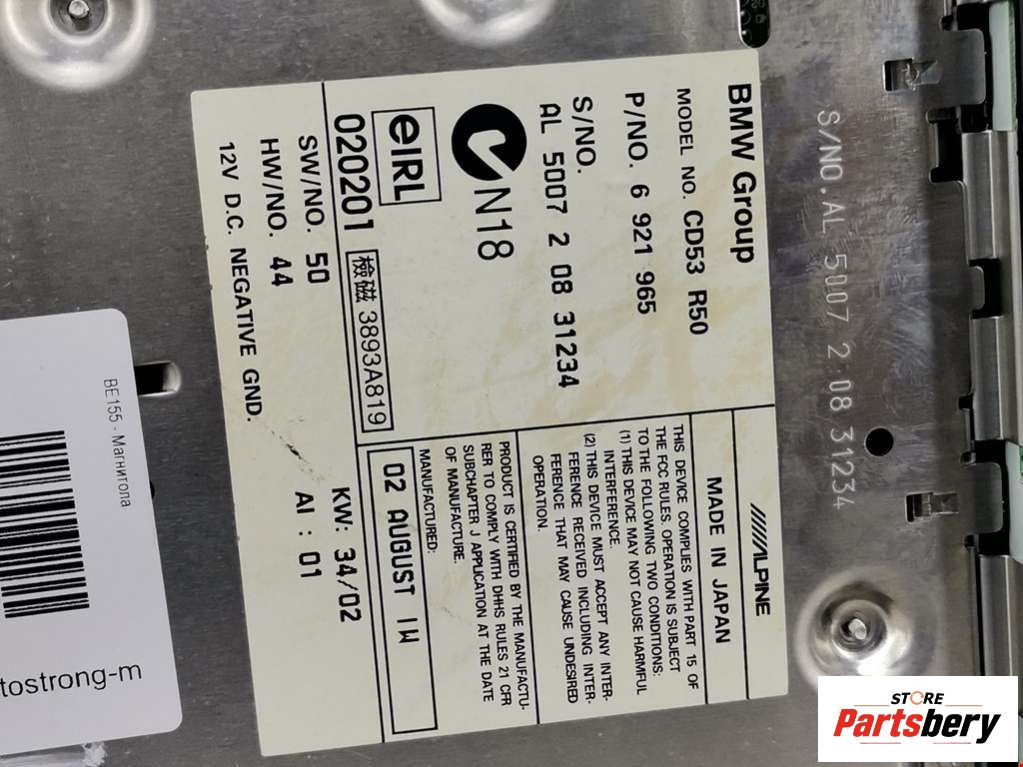 BMW Group
MODEL NO. CD53 R50
P/NO. 6 921 965
S/NO.
AL 5007 2 08 31234
N18
eIRL
020201
檢磁 3893A819
SW/NO. 50
HW/NO. 44
12V D.C. NEGATIVE GND.
ALPINE
MADE IN JAPAN
THIS DEVICE COMPLIES WITH PART 15 OF
THE FCC RULES. OPERATION IS SUBJECT
TO THE FOLLOWING TWO CONDITIONS:
(1) THIS DEVICE MAY NOT CAUSE HARMFUL
INTERFERENCE.
(2) THIS DEVICE MUST ACCEPT ANY INTER-
FERENCE RECEIVED INCLUDING INTER-
FERENCE THAT MAY CAUSE UNDESIRED
OPERATION.
PRODUCT IS CERTIFIED BY THE MANUFACTU-
RER TO COMPLY WITH DHHS RULES 21 CFR
SUBCHAPTER J APPLICATION AT THE DATE
OF MANUFACTURE.
MANUFACTURED:
02 AUGUST 1W
KW: 34/02
AI : 01
S/NO.AL 5007 2 08 31234
BE155 - Магнитола
tostrong-m
STORE
Partsbery